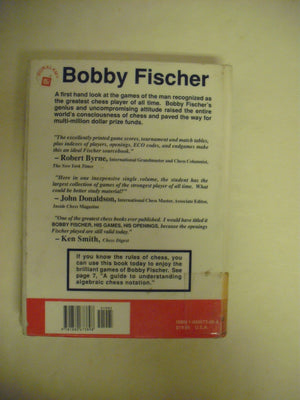 Bobby Fischer
A first hand look at the games of the man recognized as
the greatest chess player of all time. Bobby Fischer's
genius and uncompromising attitude raised the entire
world's consciousness of chess and paved the way for
multi-million dollar prize funds.
"The excellently printed game scores, tournament and match tables,
plus indexes of players, openings, ECO codes, and endgames make
this an ideal Fischer sourcebook."
– Robert Byrne, International Grandmaster and Chess Columnist,
The New York Times
"Here in one inexpensive single volume, the student has the
largest collection of games of the strongest player of all time. What
could be better study material!"
– John Donaldson, International Chess Master, Associate Editor,
Inside Chess Magazine
"One of the greatest chess books ever published. I would have titled it
BOBBY FISCHER, HIS GAMES, HIS OPENINGS, because the openings
Fischer played are still valid today."
– Ken Smith, Chess Digest
If you know the rules of chess, you
can use this book today to enjoy the
brilliant games of Bobby Fischer. See
page 7, "A guide to understanding
algebraic chess notation."
U.S.A.